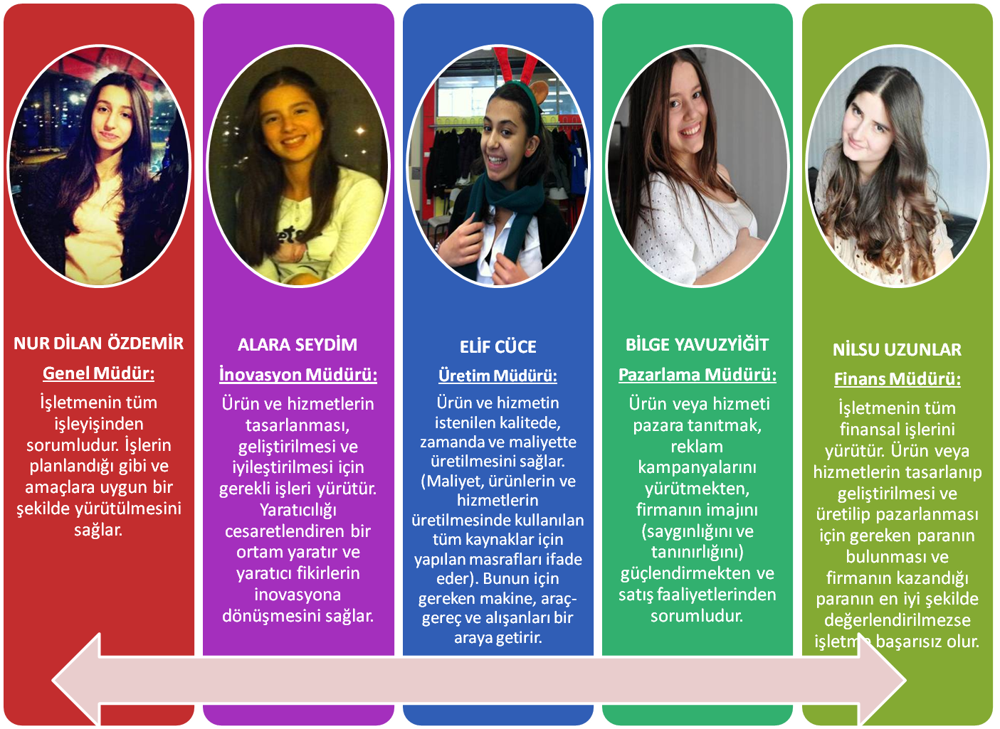 NUR DİLAN ÖZDEMİR
Genel Müdür:
İşletmenin tüm
işleyişinden
sorumludur. İşlerin
planlandığı gibi ve
amaçlara uygun bir
şekilde yürütülmesini
sağlar.
ALARA SEYDİM
İnovasyon Müdürü:
Ürün ve hizmetlerin
tasarlanması,
geliştirilmesi ve
iyileştirilmesi için
gerekli işleri yürütür.
Yaratıcılığı
cesaretlendiren bir
ortam yaratır ve
yaratıcı fikirlerin
inovasyona
dönüşmesini sağlar.
ELİF CÜCE
Üretim Müdürü:
Ürün ve hizmetin
istenilen kalitede,
zamanda ve maliyette
üretilmesini sağlar.
(Maliyet, ürünlerin ve
hizmetlerin
üretilmesinde kullanılan
tüm kaynaklar için
yapılan masrafları ifade
eder). Bunun için
gereken makine, araç-
gereç ve alışanları bir
araya getirir.
BİLGE YAVUZYİĞİT
Pazarlama Müdürü:
Ürün veya hizmeti
pazara tanıtmak,
reklam
kampanyalarını
yürütmekten,
firmanın imajını
(saygınlığını ve
tanınırlığını)
güçlendirmekten ve
satış faaliyetlerinden
sorumludur.
NİLSU UZUNLAR
Finans Müdürü:
İşletmenin tüm
finansal işlerini
yürütür. Ürün veya
hizmetlerin tasarlanıp
geliştirilmesi ve
üretilip pazarlanması
için gereken paranın
bulunması ve
firmanın kazandığı
paranın en iyi şekilde
değerlendirilmezse
işletme başarısız olur.